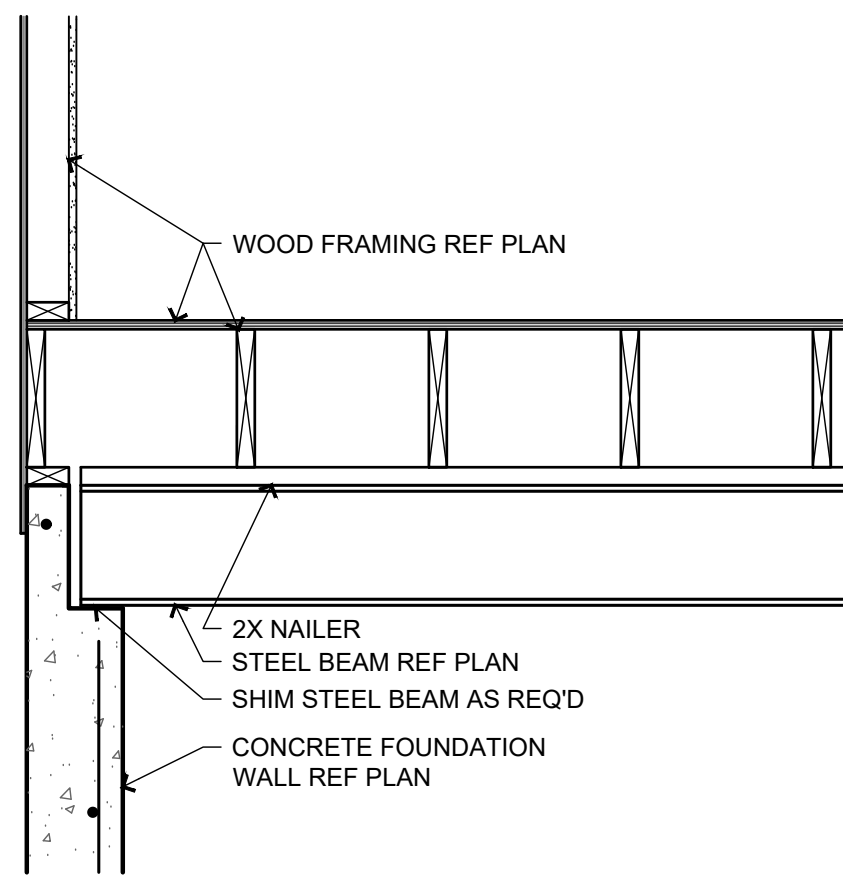 WOOD FRAMING REF PLAN
2X NAILER
STEEL BEAM REF PLAN
SHIM STEEL BEAM AS REQ'D
CONCRETE FOUNDATION
WALL REF PLAN